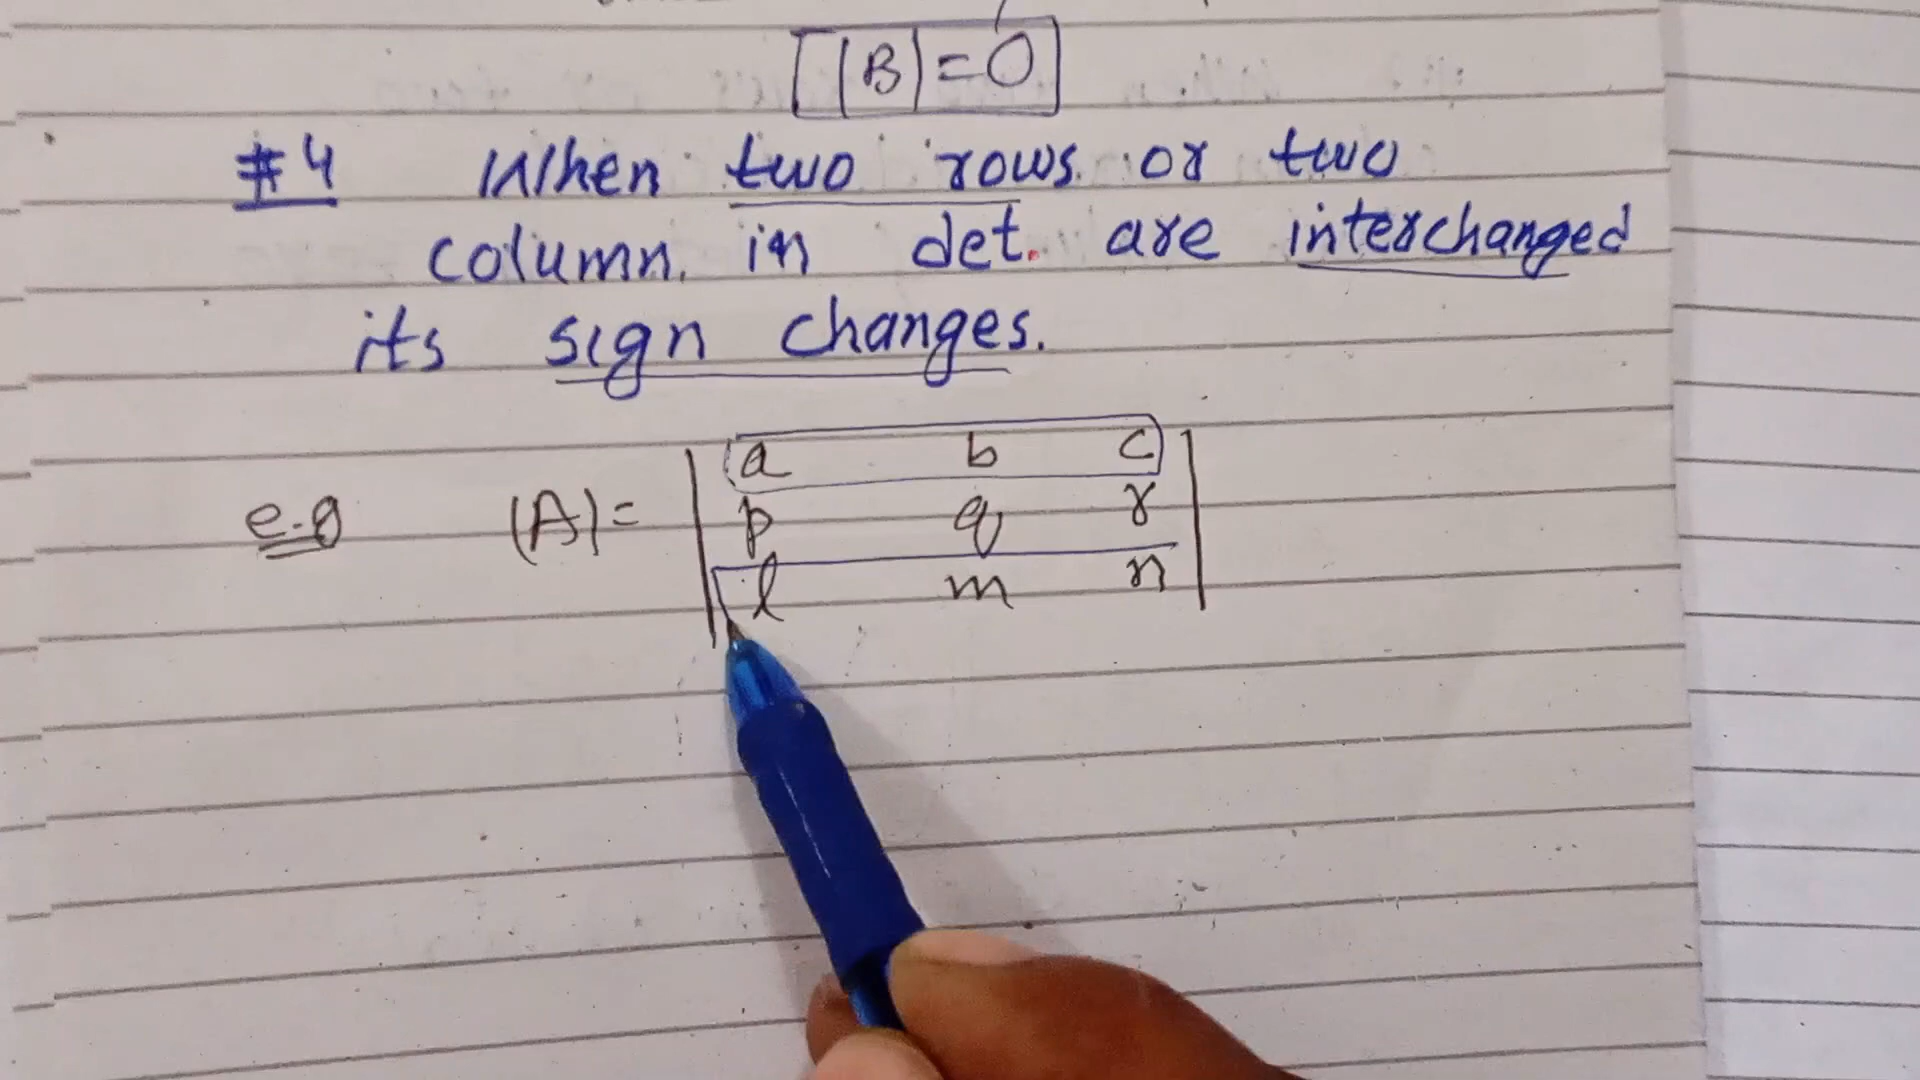 |B| = 0
#4 When two rows or two
column. in det. are interchanged
its sign changes.
a b c
e.g |A| = p q r
l m n